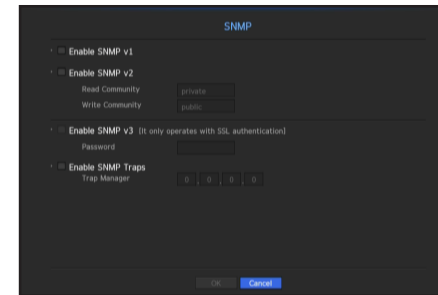 SNMP
Enable SNMP v1
Enable SNMP v2
Read Community private
Write Community public
Enable SNMP v3 (It only operates with SSL authentication)
Password
Enable SNMP Traps
Trap Manager 0 . 0 . 0 . 0
OK Cancel